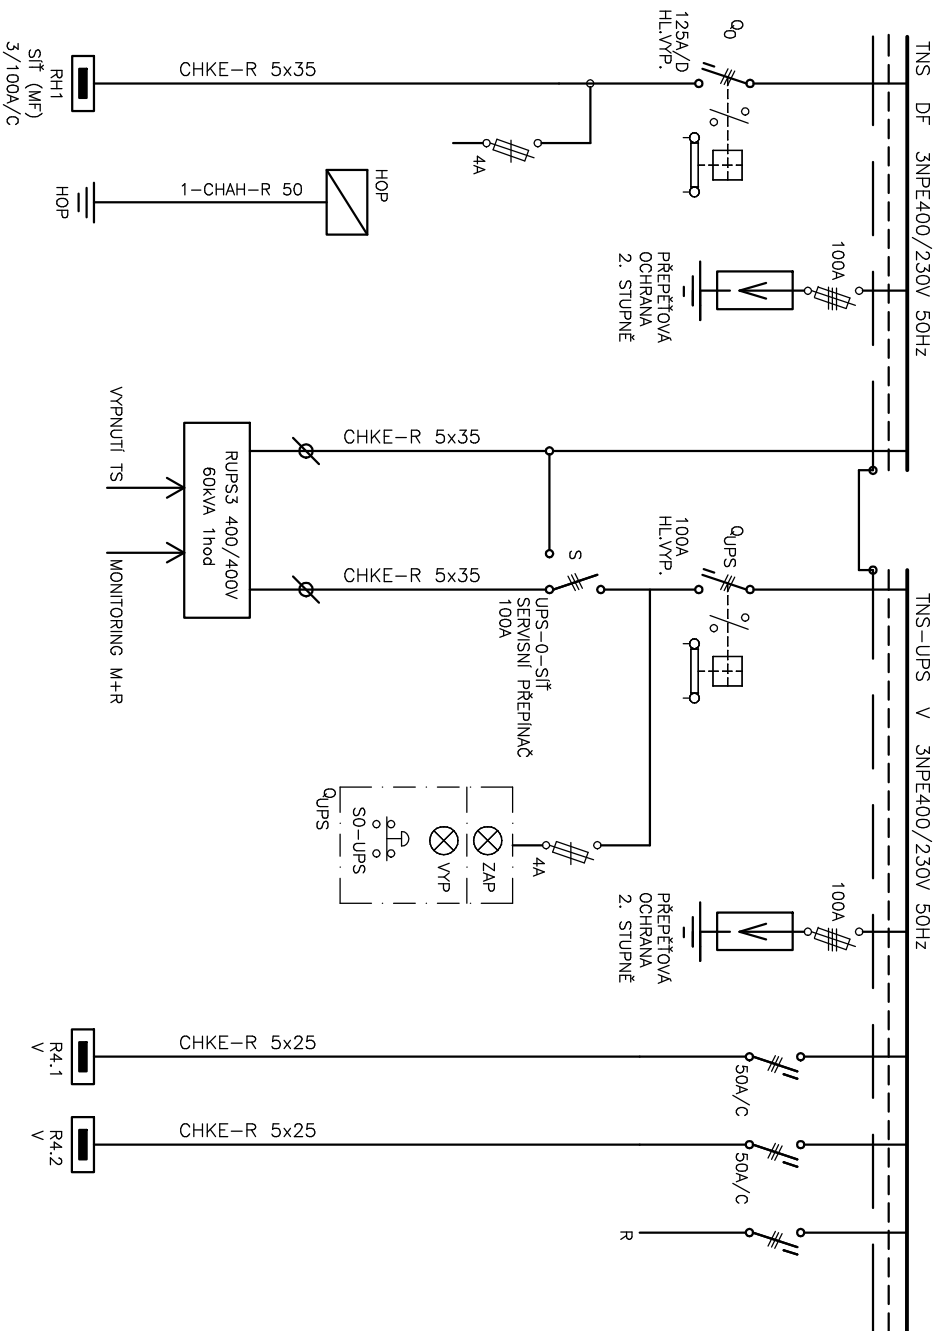 TNS DF 3NPE400/230V 50Hz
TNS-UPS V 3NPE400/230V 50Hz
Q0
125A/D
HL.VYP.
100A
PŘEPĚŤOVÁ
OCHRANA
2. STUPNĚ
QUPS
100A
HL.VYP.
100A
PŘEPĚŤOVÁ
OCHRANA
2. STUPNĚ
50A/C
50A/C
R
4A
S
UPS-0-SÍŤ
SERVISNÍ PŘEPÍNAČ
100A
4A
ZAP
VYP
S0-UPS
QUPS
HOP
CHKE-R 5x35
1-CHAH-R 50
CHKE-R 5x35
CHKE-R 5x35
CHKE-R 5x25
CHKE-R 5x25
RUPS3 400/400V
60kVA 1hod
VYPNUTÍ TS
MONITORING M+R
RH1
SÍŤ (MF)
3/100A/C
HOP
R4.1
V
R4.2
V